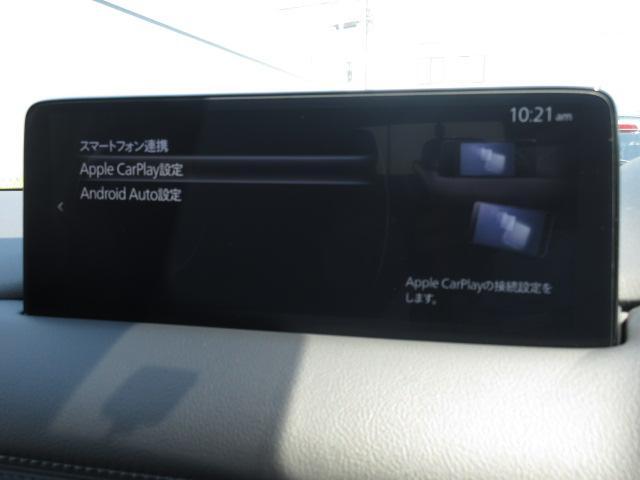 10:21am
スマートフォン連携
Apple CarPlay設定
Android Auto設定
Apple CarPlayの接続設定を
します。